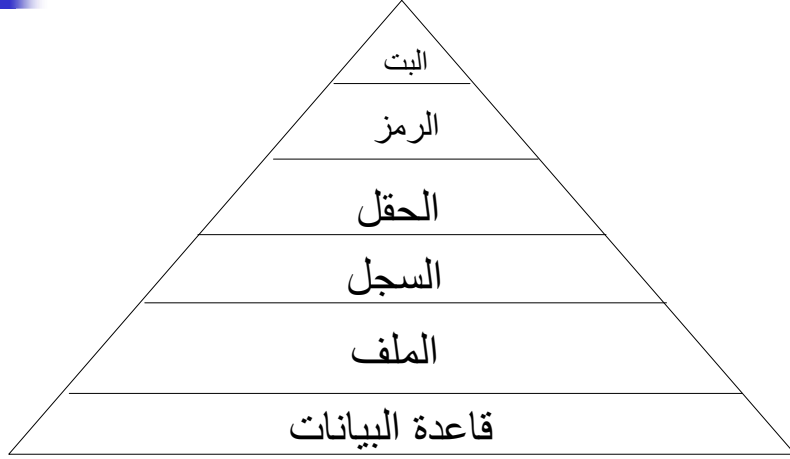 البت
الرمز
الحقل
السجل
الملف
قاعدة البيانات